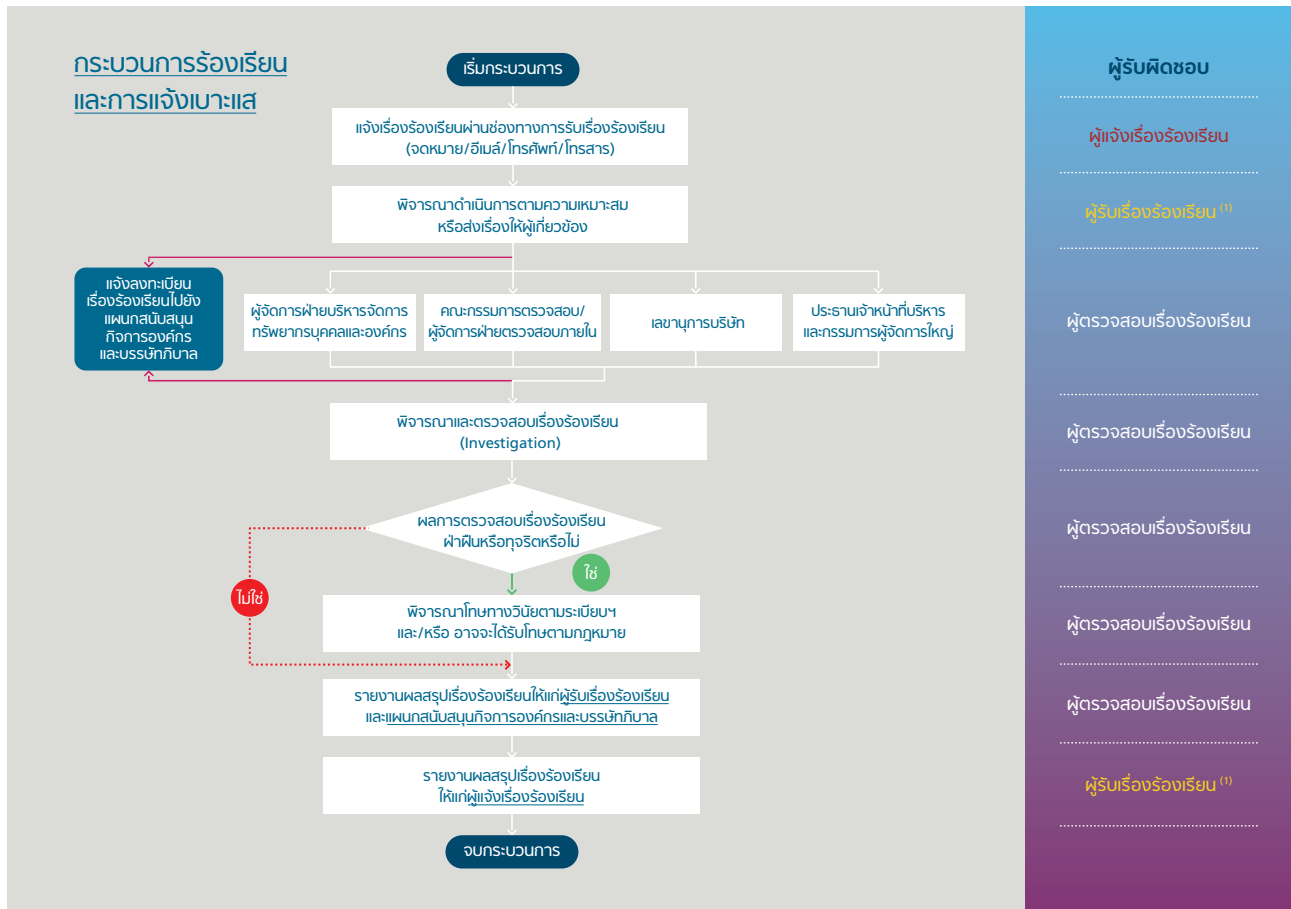 กระบวนการร้องเรียน
และการแจ้งเบาะแส
เริ่มกระบวนการ
ผู้รับผิดชอบ
แจ้งเรื่องร้องเรียนผ่านช่องทางการรับเรื่องร้องเรียน
(จดหมาย/อีเมล์/โทรศัพท์/โทรสาร)
ผู้แจ้งเรื่องร้องเรียน
พิจารณาดำเนินการตามความเหมาะสม
หรือส่งเรื่องให้ผู้เกี่ยวข้อง
ผู้รับเรื่องร้องเรียน (1)
แจ้งลงทะเบียน
เรื่องร้องเรียนไปยัง
แผนกสนับสนุน
กิจการองค์กร
และบรรษัทภิบาล
ผู้จัดการฝ่ายบริหารจัดการ
ทรัพยากรบุคคลและองค์กร
คณะกรรมการตรวจสอบ/
ผู้จัดการฝ่ายตรวจสอบภายใน
เลขานุการบริษัท
ประธานเจ้าหน้าที่บริหาร
และกรรมการผู้จัดการใหญ่
ผู้ตรวจสอบเรื่องร้องเรียน
พิจารณาและตรวจสอบเรื่องร้องเรียน
(Investigation)
ผู้ตรวจสอบเรื่องร้องเรียน
ผลการตรวจสอบเรื่องร้องเรียน
ฝ่าฝืนหรือทุจริตหรือไม่
ผู้ตรวจสอบเรื่องร้องเรียน
ใช่
ไม่ใช่
พิจารณาโทษทางวินัยตามระเบียบฯ
และ/หรือ อาจจะได้รับโทษตามกฎหมาย
ผู้ตรวจสอบเรื่องร้องเรียน
รายงานผลสรุปเรื่องร้องเรียนให้แก่ผู้รับเรื่องร้องเรียน
และแผนกสนับสนุนกิจการองค์กรและบรรษัทภิบาล
ผู้ตรวจสอบเรื่องร้องเรียน
รายงานผลสรุปเรื่องร้องเรียน
ให้แก่ผู้แจ้งเรื่องร้องเรียน
ผู้รับเรื่องร้องเรียน (1)
จบกระบวนการ